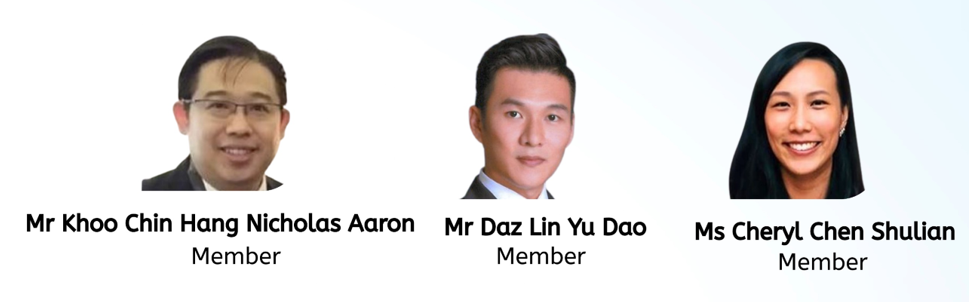 Mr Khoo Chin Hang Nicholas Aaron
Member
Mr Daz Lin Yu Dao
Member
Ms Cheryl Chen Shulian
Member